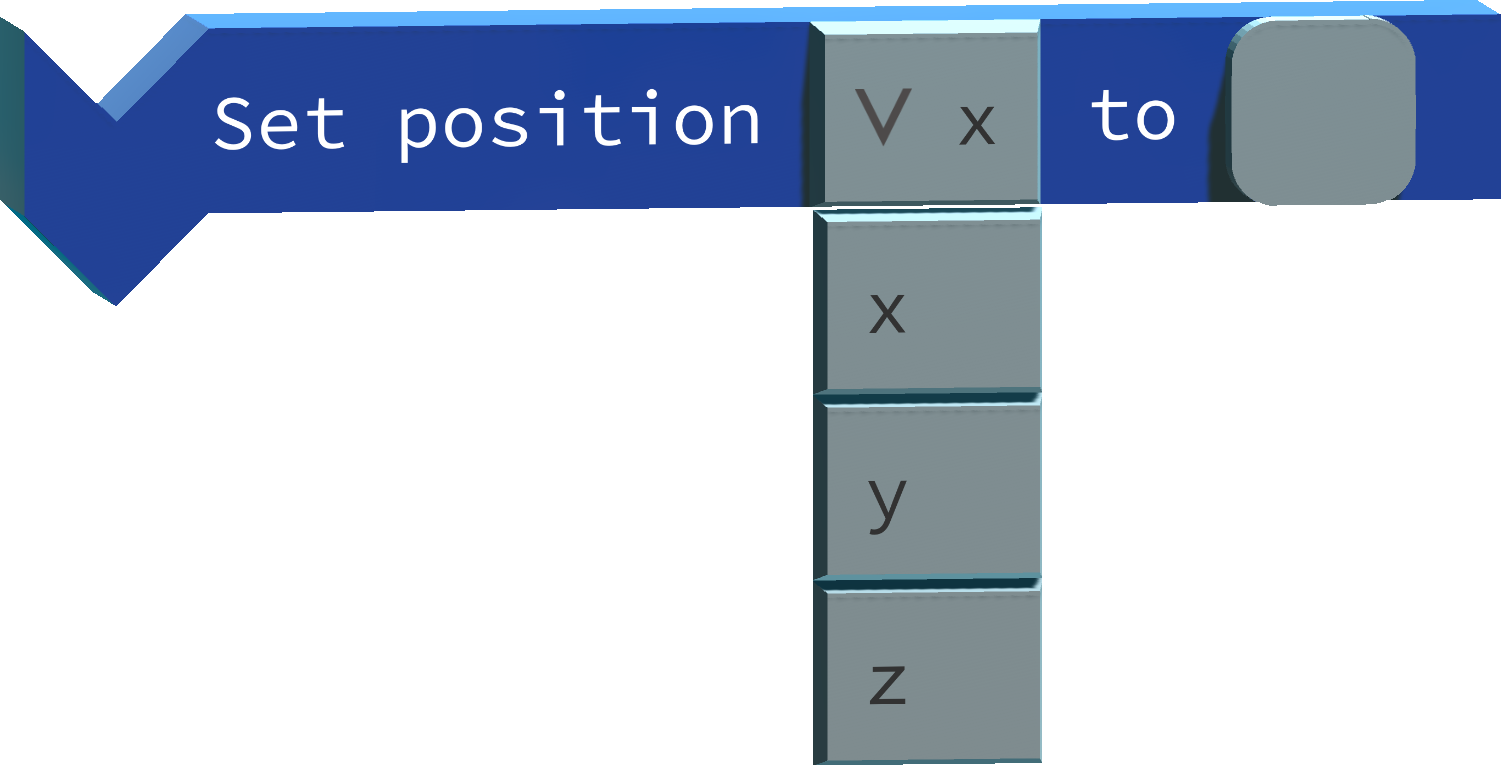 Set position V x to
x
y
z